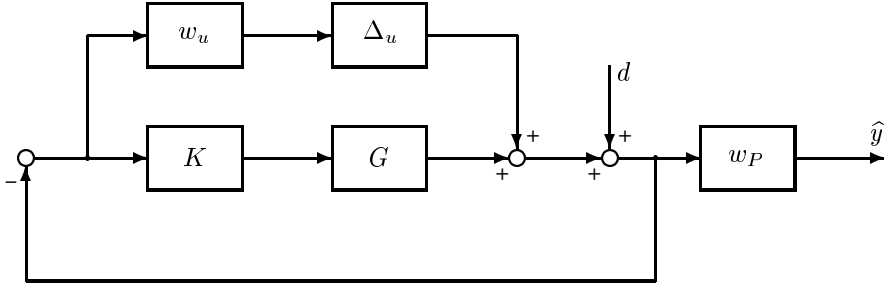 w_u Δ_u
d
+ +
K G w_P ŷ
- + +